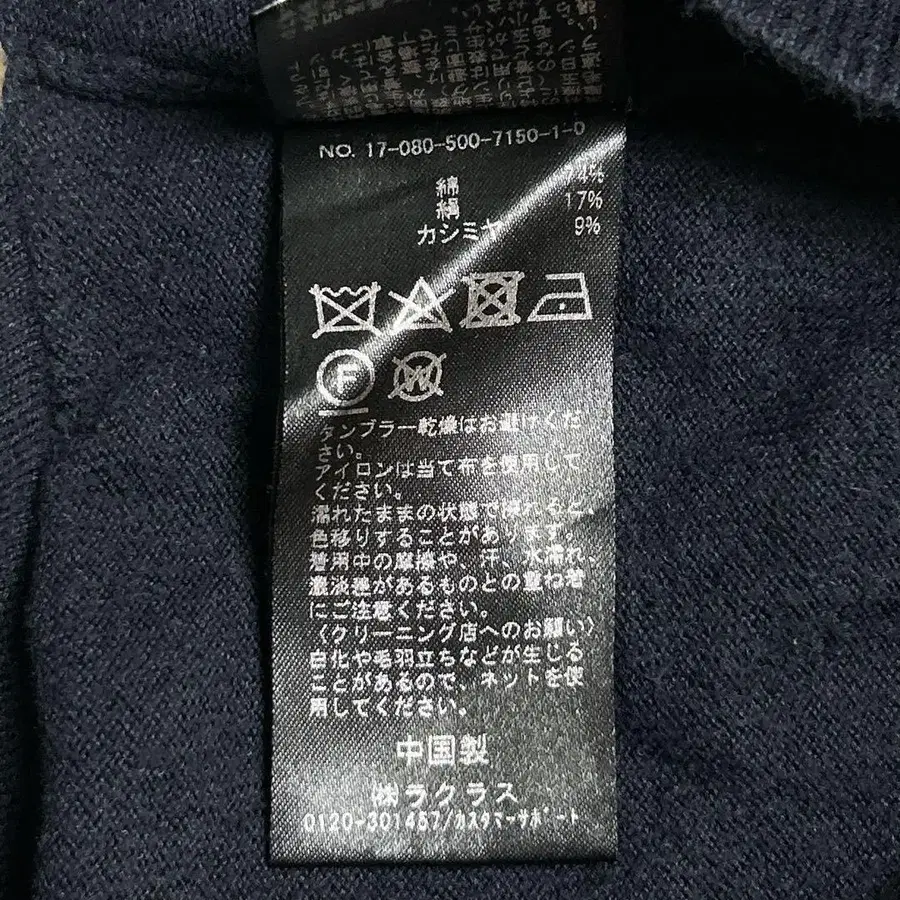 NO. 17-080-500-7150-1-0
綿 74%
絹 17%
カシミヤ 9%
F W
タンブラー乾燥はお避けくだ
さい。
アイロンは当て布を使用して
ください。
濡れたままの状態で擦れると
色移りすることがあります。
着用中の摩擦や、汗、水濡れ、
濃淡差があるものとの重ね着
にご注意ください。
〈クリーニング店へのお願い〉
白化や毛羽立ちなどが生じる
ことがあるので、ネットを使
用してください。
中国製
㈱ラクラス
0120-301457/カスタマーサポート